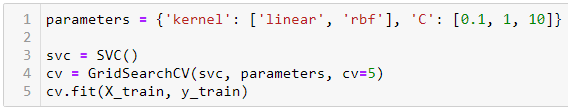 1 parameters = {'kernel': ['linear', 'rbf'], 'C': [0.1, 1, 10]}
2
3 svc = SVC()
4 cv = GridSearchCV(svc, parameters, cv=5)
5 cv.fit(X_train, y_train)